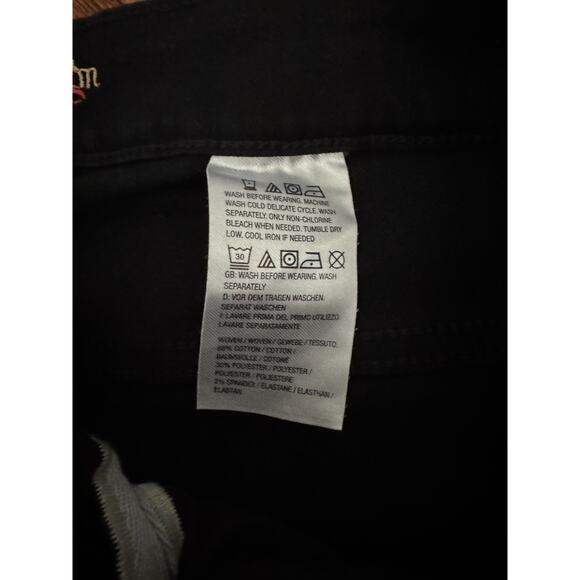 WASH BEFORE WEARING. MACHINE
WASH COLD DELICATE CYCLE. WASH
SEPARATELY. ONLY NON-CHLORINE
BLEACH WHEN NEEDED. TUMBLE DRY
LOW. COOL IRON IF NEEDED
30
GB: WASH BEFORE WEARING. WASH
SEPARATELY
D: VOR DEM TRAGEN WASCHEN.
SEPARAT WASCHEN
I: LAVARE PRIMA DEL PRIMO UTILIZZO.
LAVARE SEPARATAMENTE
WOVEN / WOVEN / GEWEBE / TESSUTO:
68% COTTON / COTTON /
BAUMWOLLE / COTONE
30% POLYESTER / POLYESTER /
POLYESTER / POLIESTERE
2% SPANDEX / ELASTANE / ELASTHAN /
ELASTAN